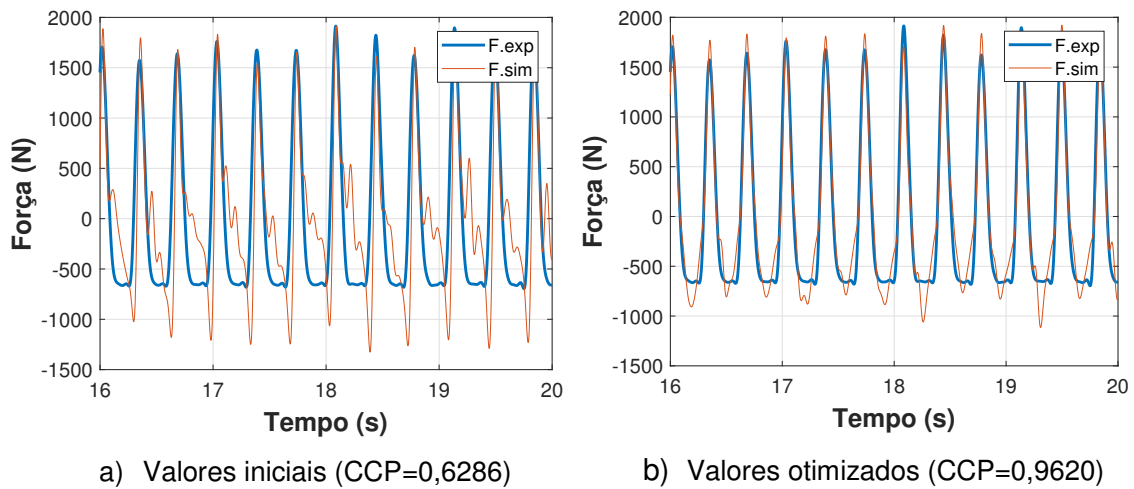 2000
1500
1000
500
0
-500
-1000
-1500
16
17
18
19
20
Força (N)
Tempo (s)
F.exp
F.sim
a) Valores iniciais (CCP=0,6286)
2000
1500
1000
500
0
-500
-1000
-1500
16
17
18
19
20
Força (N)
Tempo (s)
F.exp
F.sim
b) Valores otimizados (CCP=0,9620)